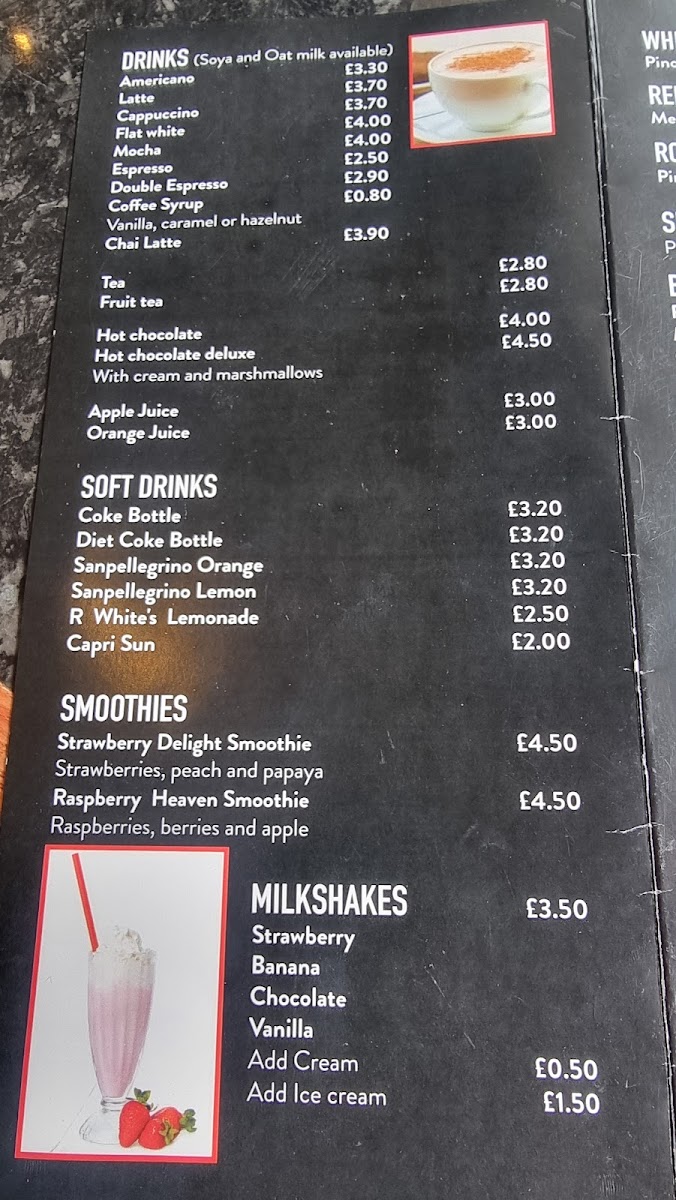 DRINKS (Soya and Oat milk available)
Americano £3.30
Latte £3.70
Cappuccino £3.70
Flat white £4.00
Mocha £4.00
Espresso £2.50
Double Espresso £2.90
Coffee Syrup £0.80
Vanilla, caramel or hazelnut
Chai Latte £3.90
Tea £2.80
Fruit tea £2.80
Hot chocolate £4.00
Hot chocolate deluxe £4.50
With cream and marshmallows
Apple Juice £3.00
Orange Juice £3.00
SOFT DRINKS
Coke Bottle £3.20
Diet Coke Bottle £3.20
Sanpellegrino Orange £3.20
Sanpellegrino Lemon £3.20
R White's Lemonade £2.50
Capri Sun £2.00
SMOOTHIES
Strawberry Delight Smoothie £4.50
Strawberries, peach and papaya
Raspberry Heaven Smoothie £4.50
Raspberries, berries and apple
MILKSHAKES £3.50
Strawberry
Banana
Chocolate
Vanilla
Add Cream £0.50
Add Ice cream £1.50